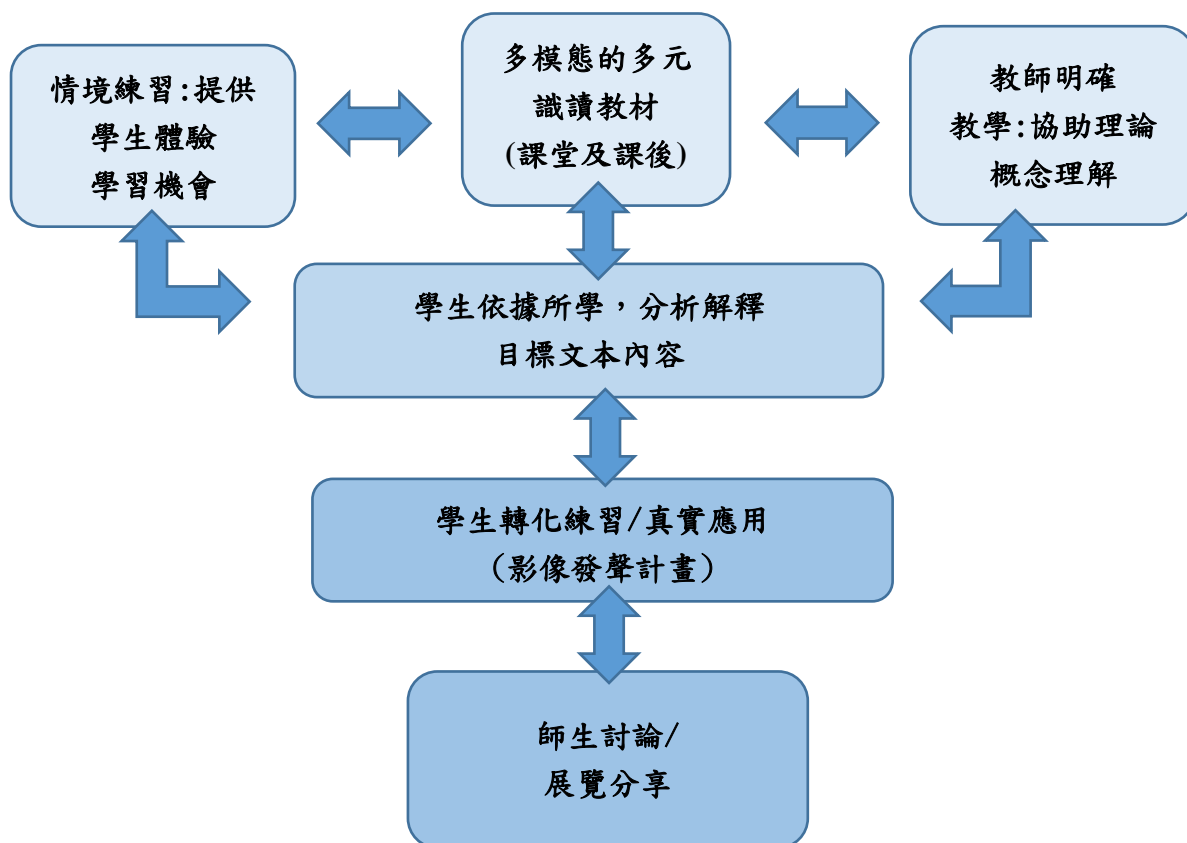 情境練習:提供
學生體驗
學習機會
多模態的多元
識讀教材
(課堂及課後)
教師明確
教學:協助理論
概念理解
學生依據所學，分析解釋
目標文本內容
學生轉化練習/真實應用
(影像發聲計畫)
師生討論/
展覽分享